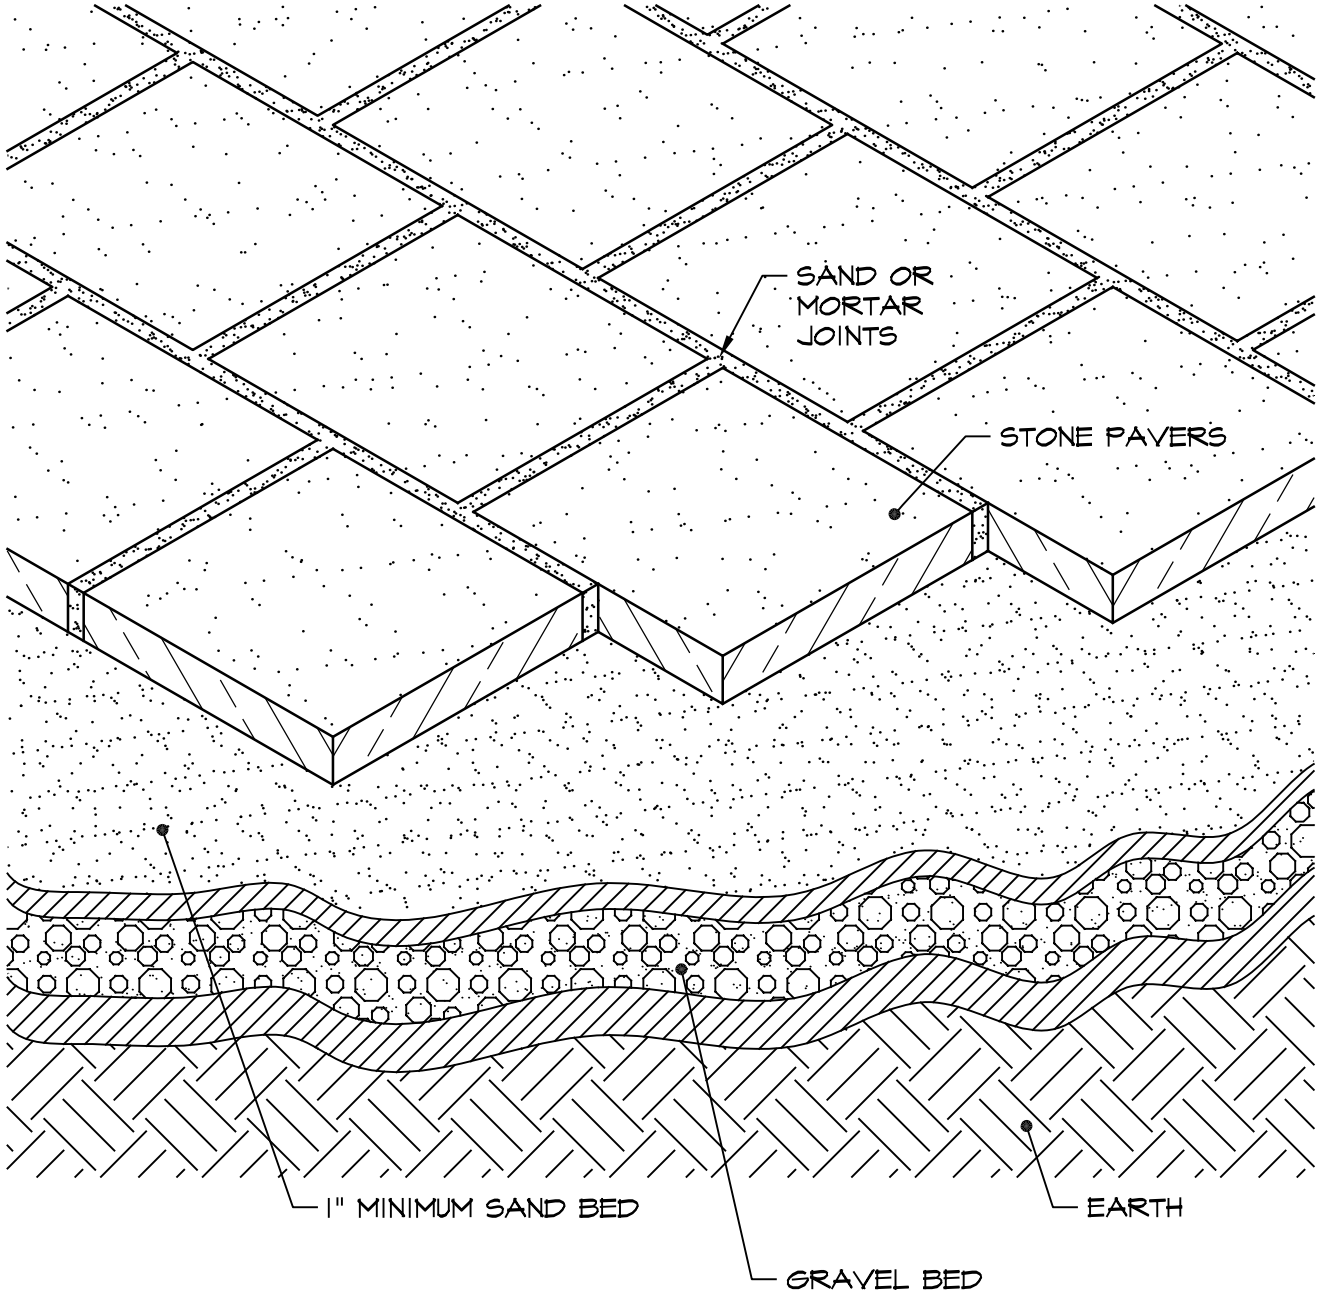 SAND OR
MORTAR
JOINTS
STONE PAVERS
1" MINIMUM SAND BED
EARTH
GRAVEL BED